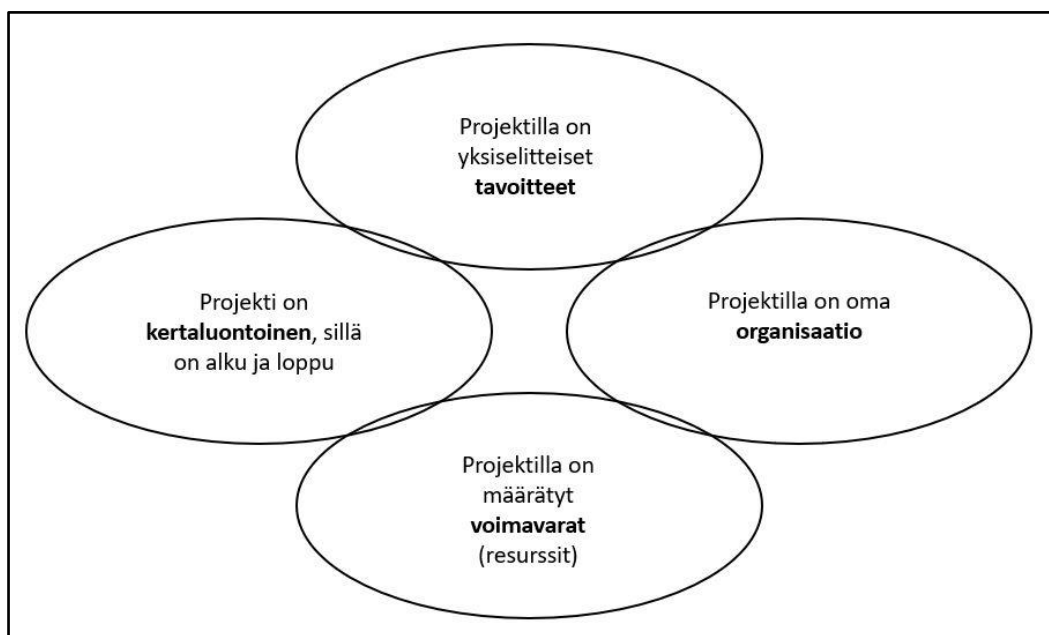 Projektilla on
yksiselitteiset
tavoitteet
Projekti on
kertaluontoinen, sillä
on alku ja loppu
Projektilla on oma
organisaatio
Projektilla on
määrätyt
voimavarat
(resurssit)